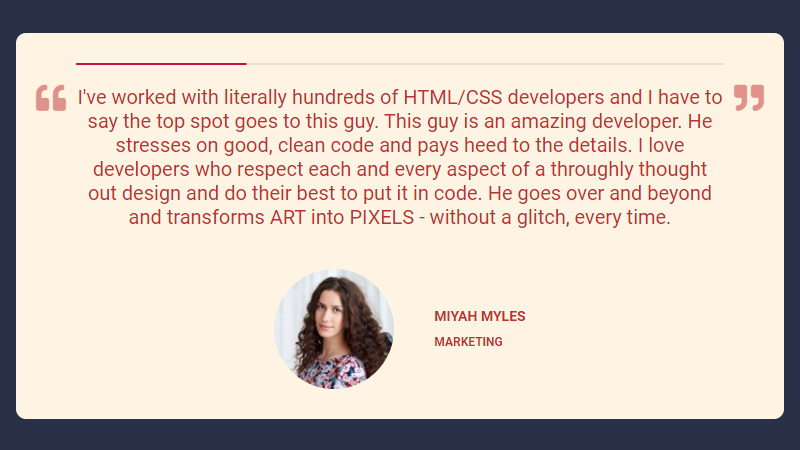 I've worked with literally hundreds of HTML/CSS developers and I have to
say the top spot goes to this guy. This guy is an amazing developer. He
stresses on good, clean code and pays heed to the details. I love
developers who respect each and every aspect of a throughly thought
out design and do their best to put it in code. He goes over and beyond
and transforms ART into PIXELS - without a glitch, every time.
MIYAH MYLES
MARKETING